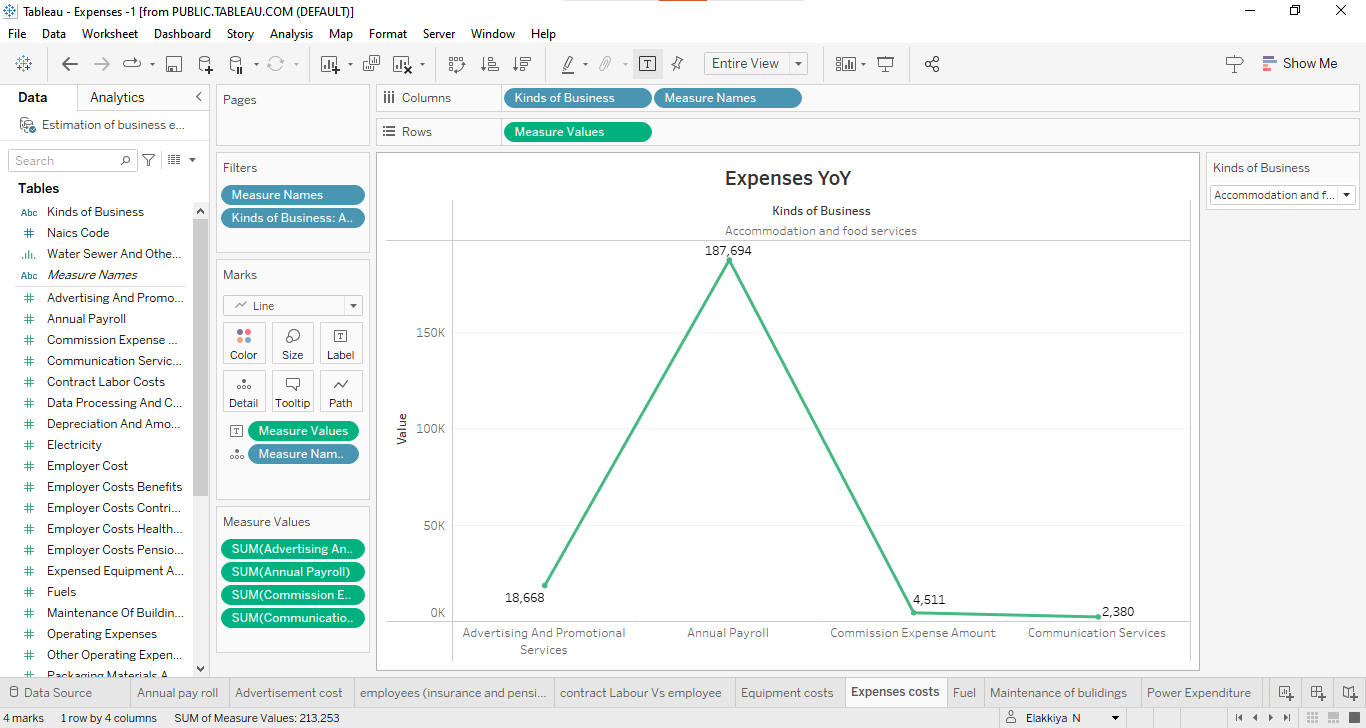 Tableau - Expenses -1 [from PUBLIC.TABLEAU.COM (DEFAULT)]
File Data Worksheet Dashboard Story Analysis Map Format Server Window Help
Entire View
Show Me
Data Analytics
Estimation of business e...
Search
Tables
Abc Kinds of Business
# Naics Code
Water Sewer And Othe...
Abc Measure Names
# Advertising And Promo...
# Annual Payroll
# Commission Expense ...
# Communication Servic...
# Contract Labor Costs
# Data Processing And C...
# Depreciation And Amo...
# Electricity
# Employer Cost
# Employer Costs Benefits
# Employer Costs Contri...
# Employer Costs Health...
# Employer Costs Pensio...
# Expensed Equipment A...
# Fuels
# Maintenance Of Buildin...
# Operating Expenses
# Other Operating Expen...
# Packaging Materials A
Pages
Filters
Measure Names
Kinds of Business: A..
Marks
Line
Color Size Label
Detail Tooltip Path
Measure Values
Measure Nam..
Measure Values
SUM(Advertising An..
SUM(Annual Payroll)
SUM(Commission E..
SUM(Communicatio..
Columns Kinds of Business Measure Names
Rows Measure Values
Expenses YoY
Kinds of Business
Accommodation and food services
187,694
150K
100K
50K
0K
Value
18,668
4,511
2,380
Advertising And Promotional
Services
Annual Payroll
Commission Expense Amount
Communication Services
Kinds of Business
Accommodation and f...
Data Source Annual pay roll Advertisement cost employees (insurance and pensi... contract Labour Vs employee Equipment costs Expenses costs Fuel Maintenance of bulidings Power Expenditure
4 marks 1 row by 4 columns SUM of Measure Values: 213,253 Elakkiya N